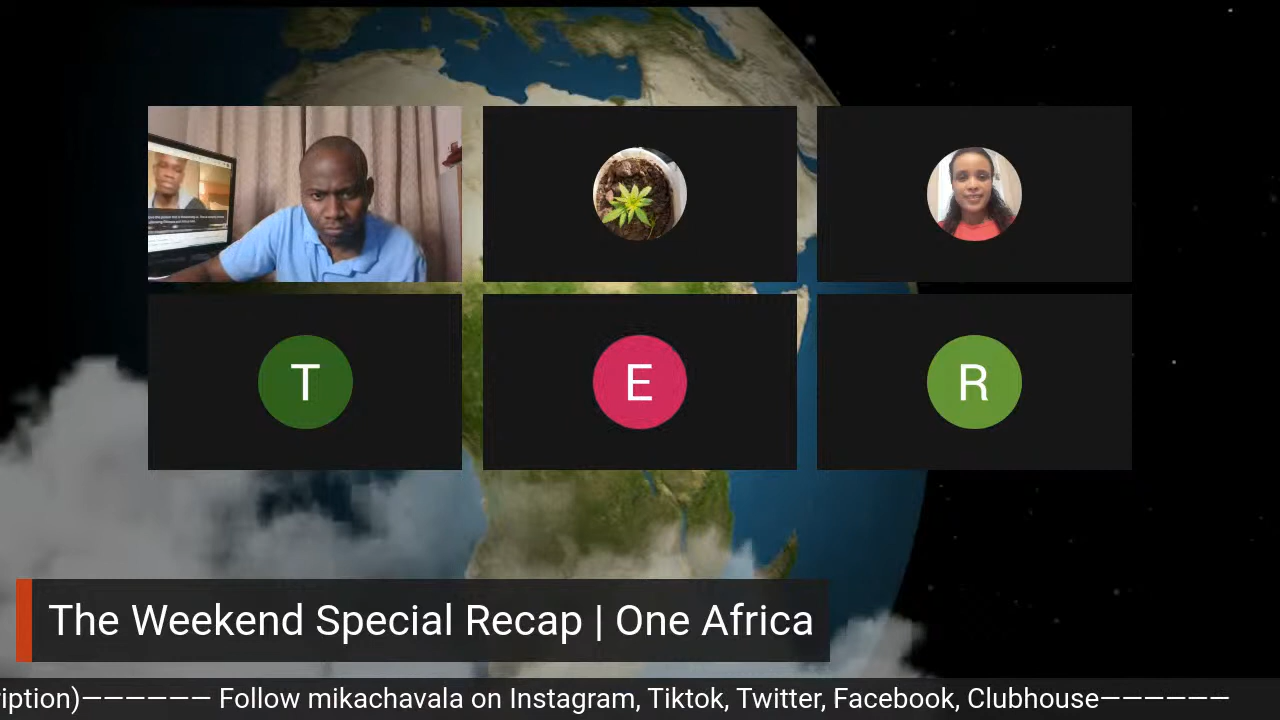 T
E
R
The Weekend Special Recap | One Africa
iption)—————— Follow mikachavala on Instagram, Tiktok, Twitter, Facebook, Clubhouse——————